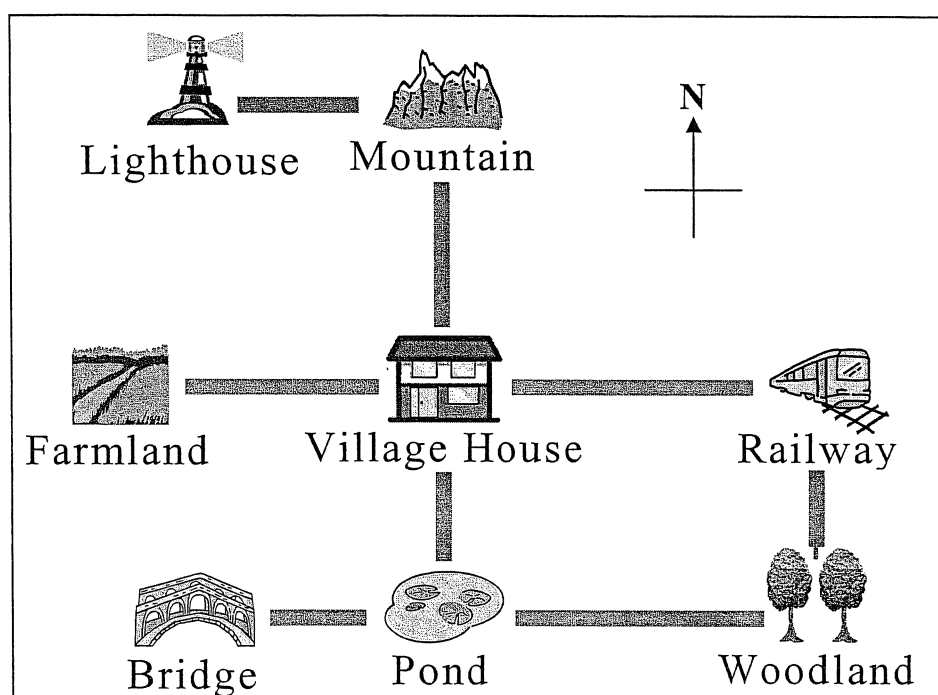 N
Lighthouse
Mountain
Farmland
Village House
Railway
Bridge
Pond
Woodland